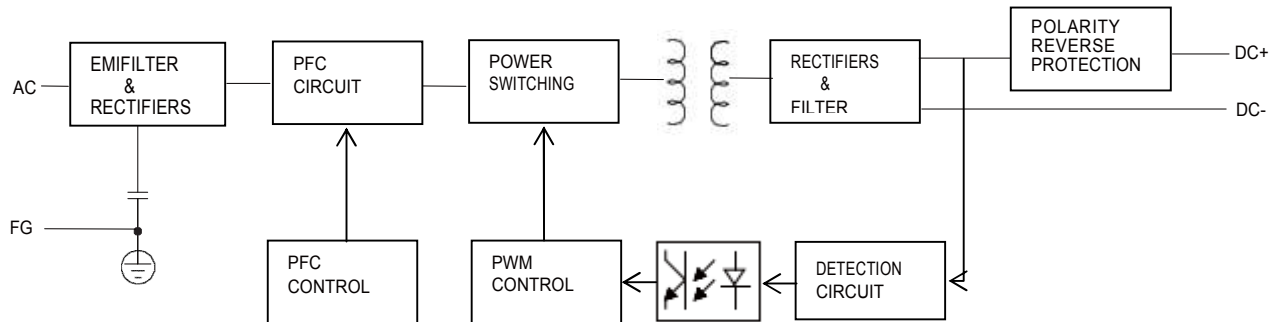 AC
EMIFILTER
&
RECTIFIERS
PFC
CIRCUIT
POWER
SWITCHING
RECTIFIERS
&
FILTER
POLARITY
REVERSE
PROTECTION
DC+
DC-
FG
PFC
CONTROL
PWM
CONTROL
DETECTION
CIRCUIT